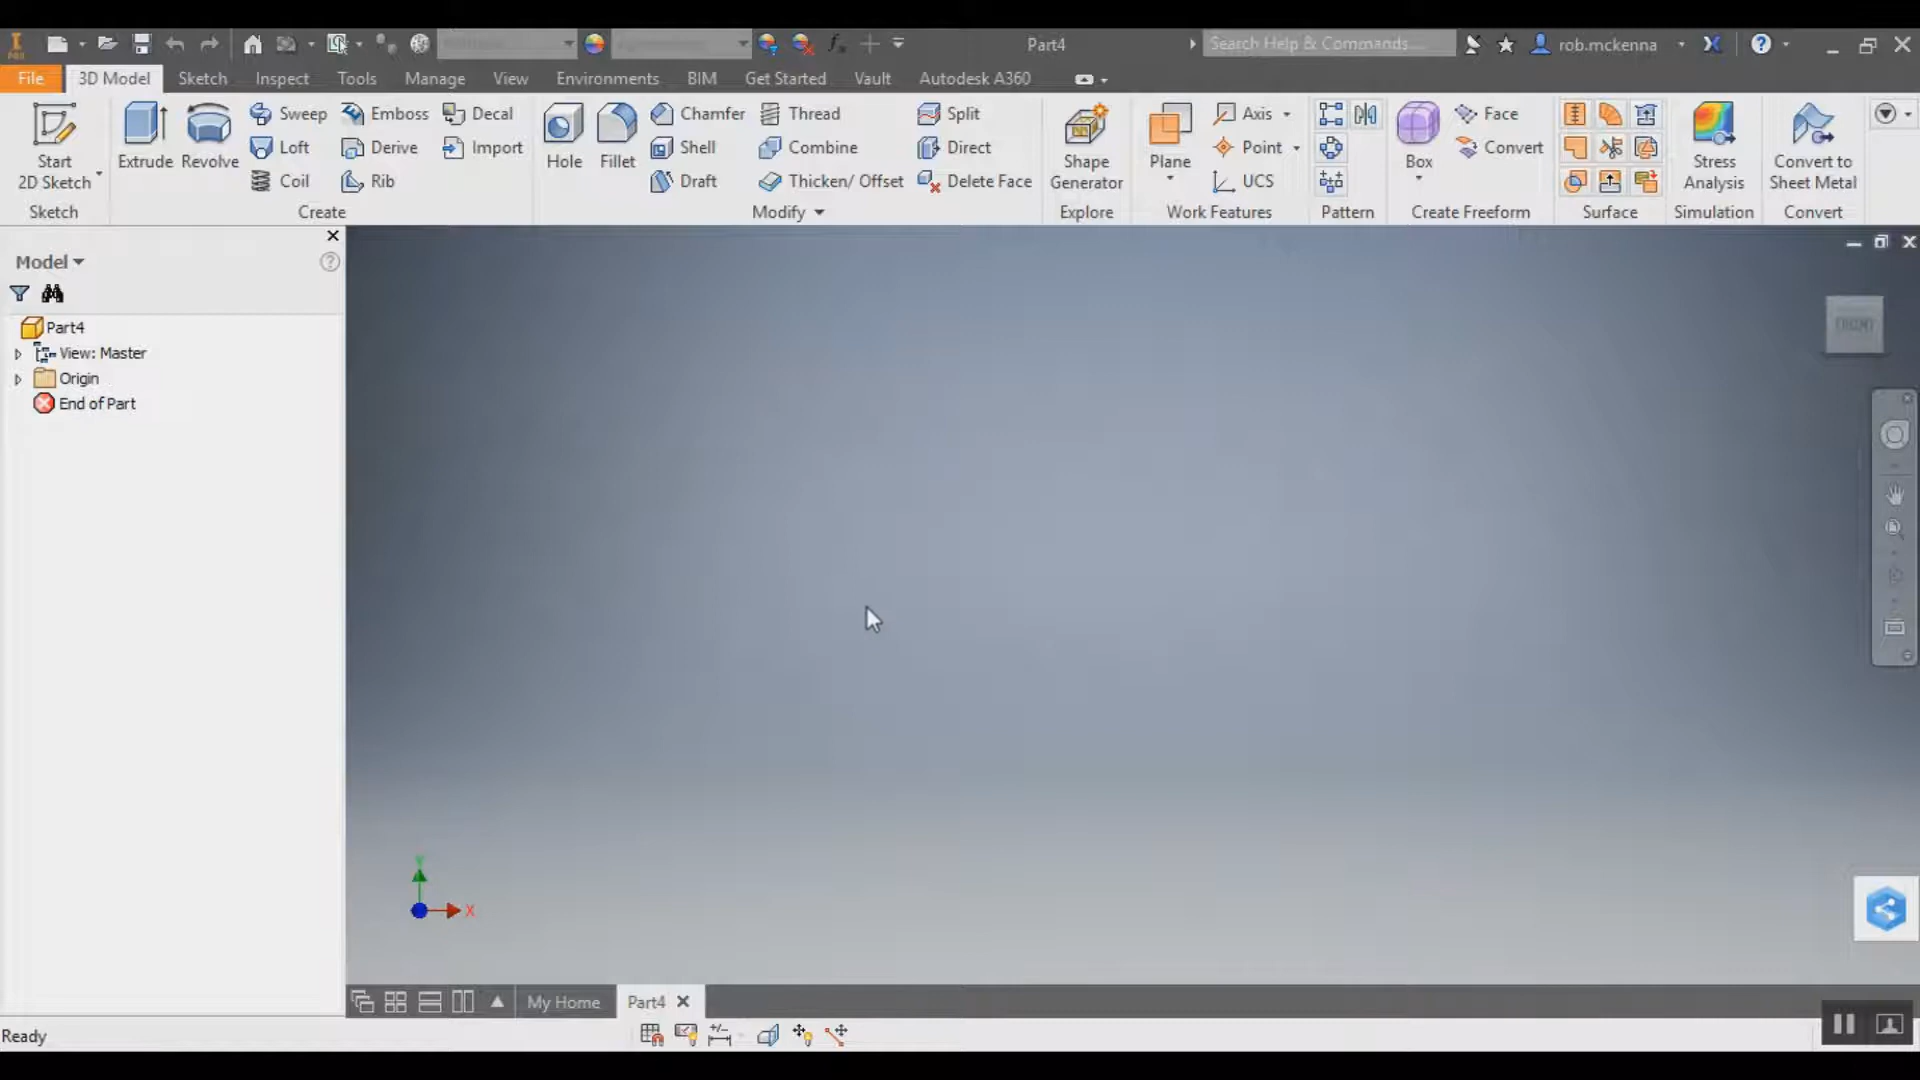 Part4
Search Help & Commands...
rob.mckenna
File
3D Model
Sketch
Inspect
Tools
Manage
View
Environments
BIM
Get Started
Vault
Autodesk A360
Start
2D Sketch
Extrude
Revolve
Sweep
Loft
Coil
Emboss
Derive
Rib
Decal
Import
Hole
Fillet
Chamfer
Shell
Draft
Thread
Combine
Thicken/ Offset
Split
Direct
Delete Face
Shape
Generator
Plane
Axis
Point
UCS
Box
Face
Convert
Stress
Analysis
Convert to
Sheet Metal
Sketch
Create
Modify
Explore
Work Features
Pattern
Create Freeform
Surface
Simulation
Convert
Model
Part4
View: Master
Origin
End of Part
FRONT
Y
X
My Home
Part4
Ready